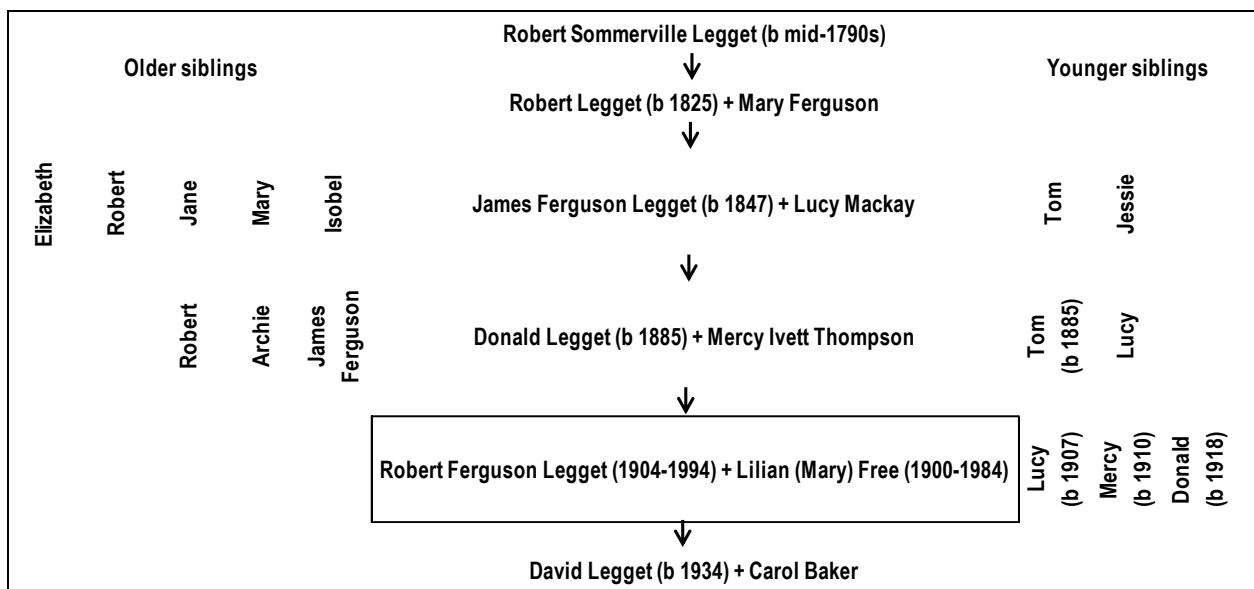 Robert Sommerville Legget (b mid-1790s)
Older siblings
Younger siblings
Robert Legget (b 1825) + Mary Ferguson
Elizabeth
Robert
Jane
Mary
Isobel
James Ferguson Legget (b 1847) + Lucy Mackay
Tom
Jessie
Robert
Archie
James
Ferguson
Donald Legget (b 1885) + Mercy Ivett Thompson
Tom
(b 1885)
Lucy
Robert Ferguson Legget (1904-1994) + Lilian (Mary) Free (1900-1984)
Lucy
(b 1907)
Mercy
(b 1910)
Donald
(b 1918)
David Legget (b 1934) + Carol Baker